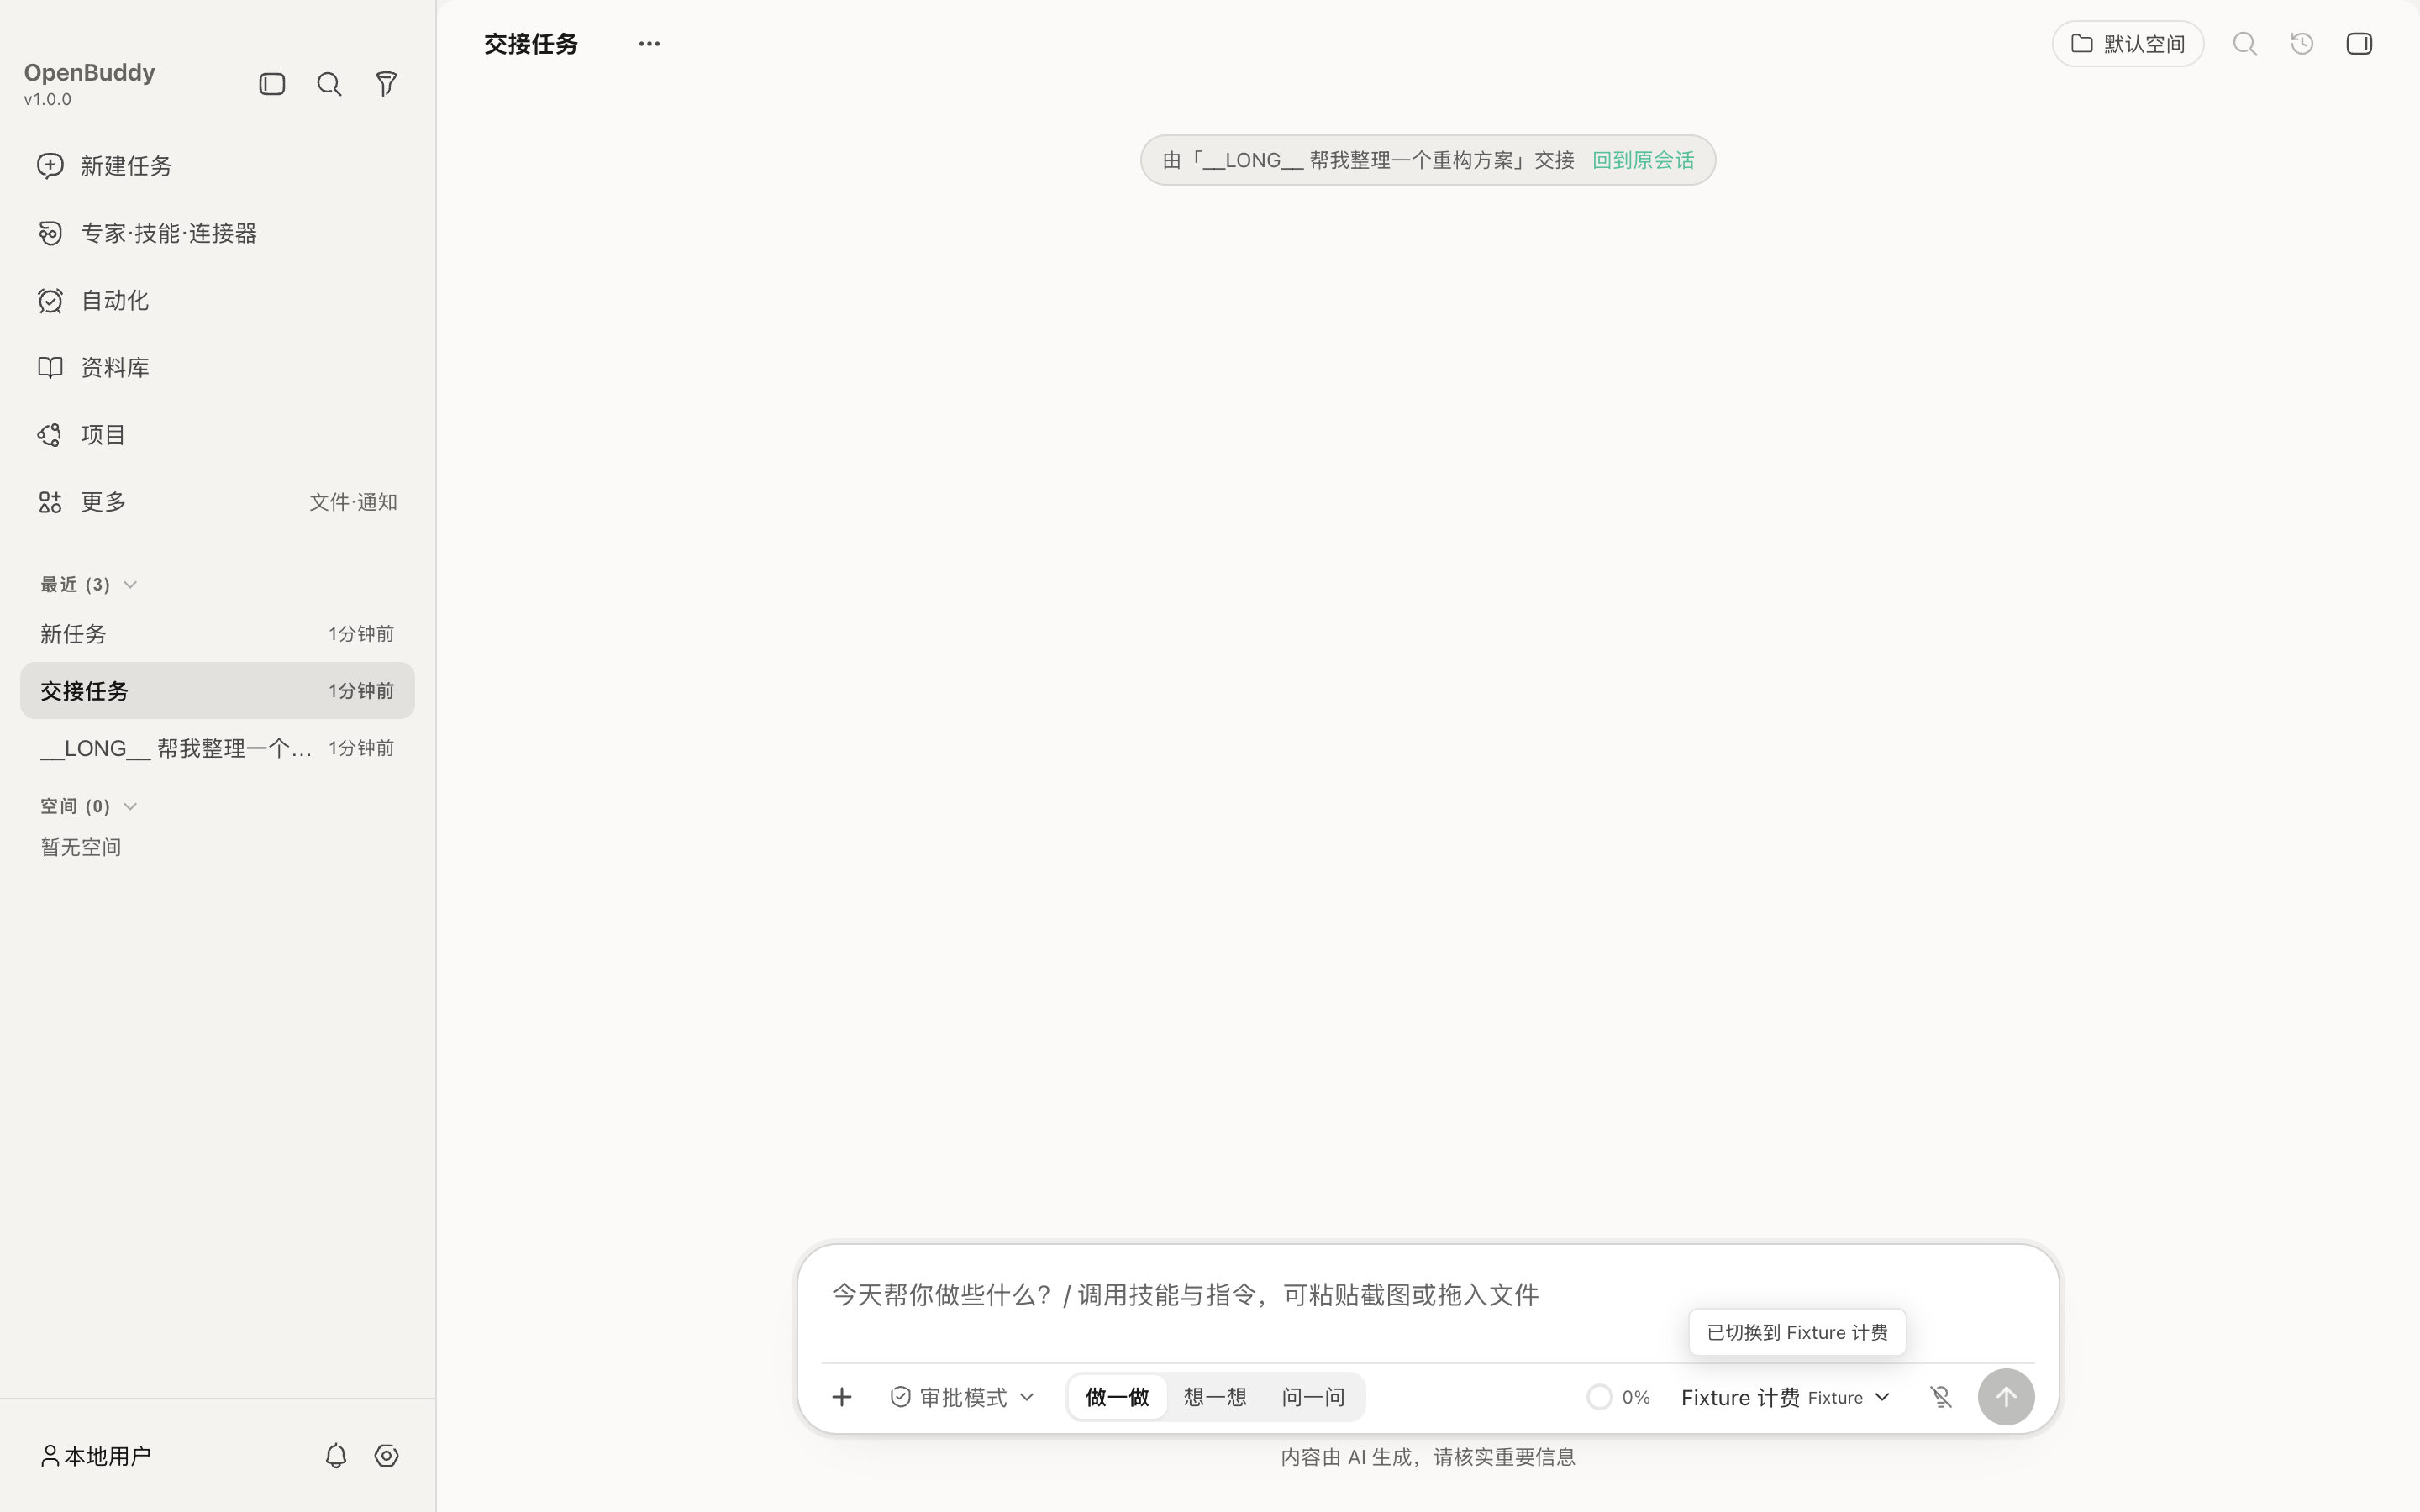 OpenBuddy
v1.0.0
新建任务
专家·技能·连接器
自动化
资料库
项目
更多 文件·通知
最近 (3)
新任务 1分钟前
交接任务 1分钟前
__LONG__ 帮我整理一个... 1分钟前
空间 (0)
暂无空间
本地用户
交接任务
默认空间
由「__LONG__ 帮我整理一个重构方案」交接 回到原会话
今天帮你做些什么？/ 调用技能与指令，可粘贴截图或拖入文件
已切换到 Fixture 计费
审批模式 做一做 想一想 问一问 0% Fixture 计费 Fixture
内容由 AI 生成，请核实重要信息